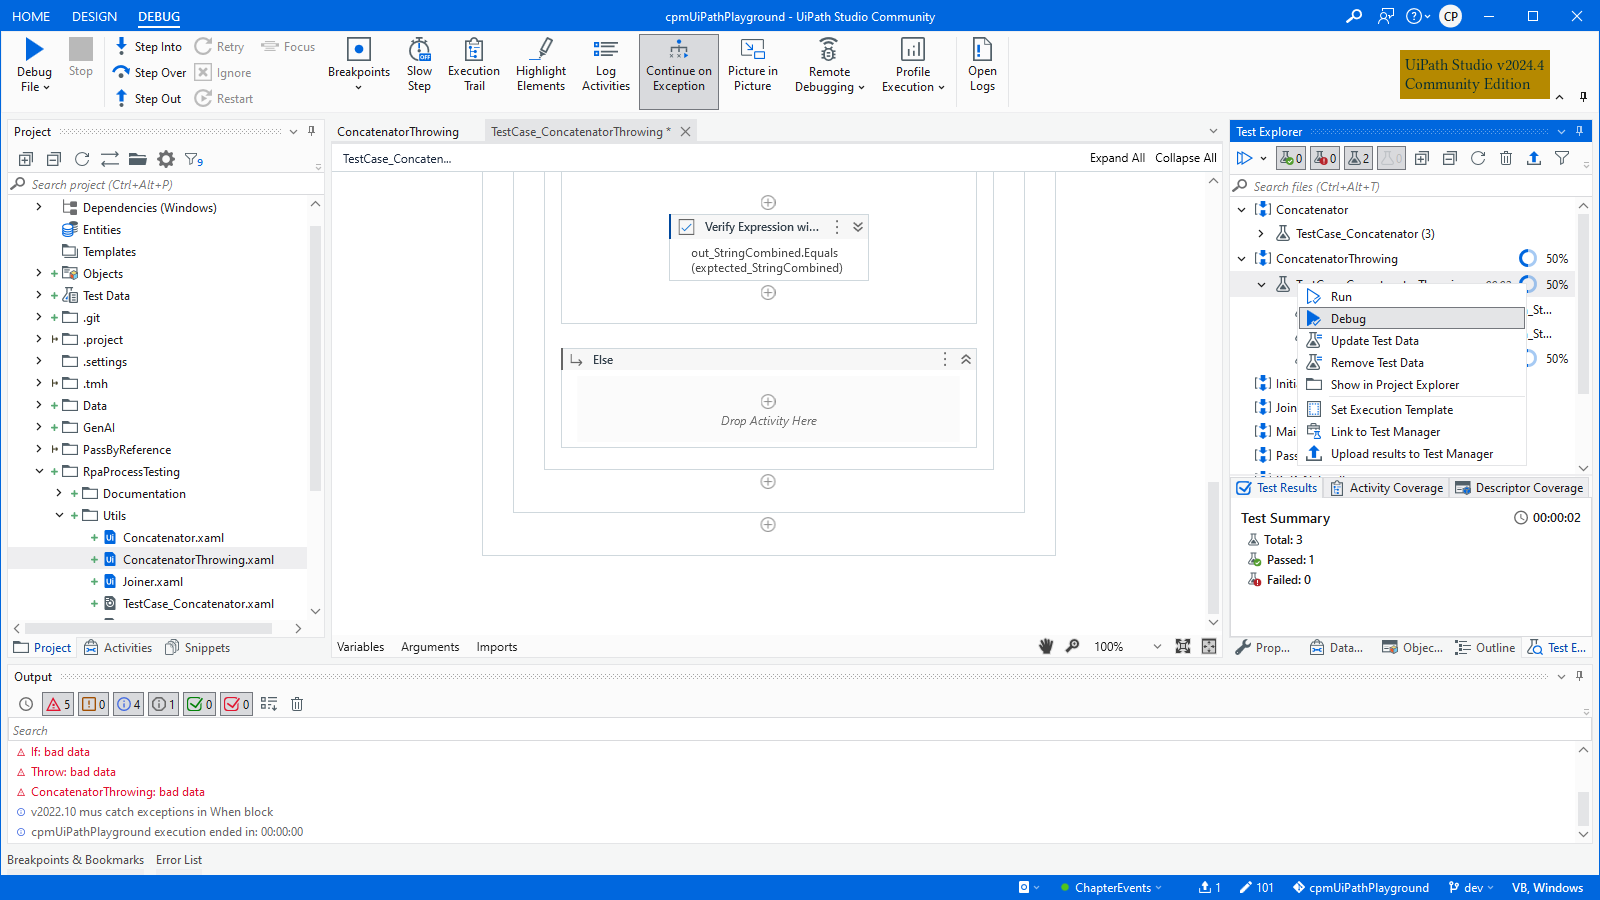 HOME DESIGN DEBUG
cpmUiPathPlayground - UiPath Studio Community
CP
Debug File
Stop
Step Into
Step Over
Step Out
Retry
Ignore
Restart
Focus
Breakpoints
Slow Step
Execution Trail
Highlight Elements
Log Activities
Continue on Exception
Picture in Picture
Remote Debugging
Profile Execution
Open Logs
UiPath Studio v2024.4
Community Edition
Project
9
Search project (Ctrl+Alt+P)
Dependencies (Windows)
Entities
Templates
Objects
Test Data
.git
.project
.settings
.tmh
Data
GenAI
PassByReference
RpaProcessTesting
Documentation
Utils
Concatenator.xaml
ConcatenatorThrowing.xaml
Joiner.xaml
TestCase_Concatenator.xaml
Project Activities Snippets
ConcatenatorThrowing
TestCase_ConcatenatorThrowing *
TestCase_Concaten...
Expand All Collapse All
Verify Expression wi...
out_StringCombined.Equals
(exptected_StringCombined)
Else
Drop Activity Here
Variables Arguments Imports
100%
Test Explorer
0 0 2 0
Search files (Ctrl+Alt+T)
Concatenator
TestCase_Concatenator (3)
ConcatenatorThrowing 50%
50%
Run
Debug
Update Test Data
Remove Test Data
Show in Project Explorer
Set Execution Template
Link to Test Manager
Upload results to Test Manager
_St...
_St...
50%
Initi
Join
Mai
Pass
Test Results Activity Coverage Descriptor Coverage
Test Summary 00:00:02
Total: 3
Passed: 1
Failed: 0
Prop... Data... Objec... Outline Test E...
Output
5 0 4 1 0 0
Search
If: bad data
Throw: bad data
ConcatenatorThrowing: bad data
v2022.10 mus catch exceptions in When block
cpmUiPathPlayground execution ended in: 00:00:00
Breakpoints & Bookmarks Error List
ChapterEvents 1 101 cpmUiPathPlayground dev VB, Windows